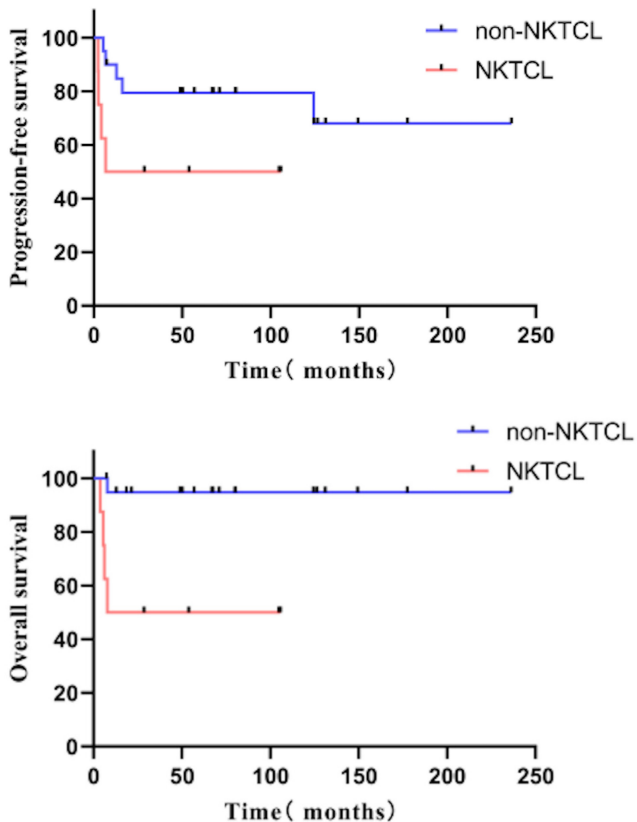 non-NKTCL
NKTCL
Progression-free survival
100
80
60
40
20
0
0 50 100 150 200 250
Time( months)
non-NKTCL
NKTCL
Overall survival
100
80
60
40
20
0
0 50 100 150 200 250
Time( months)